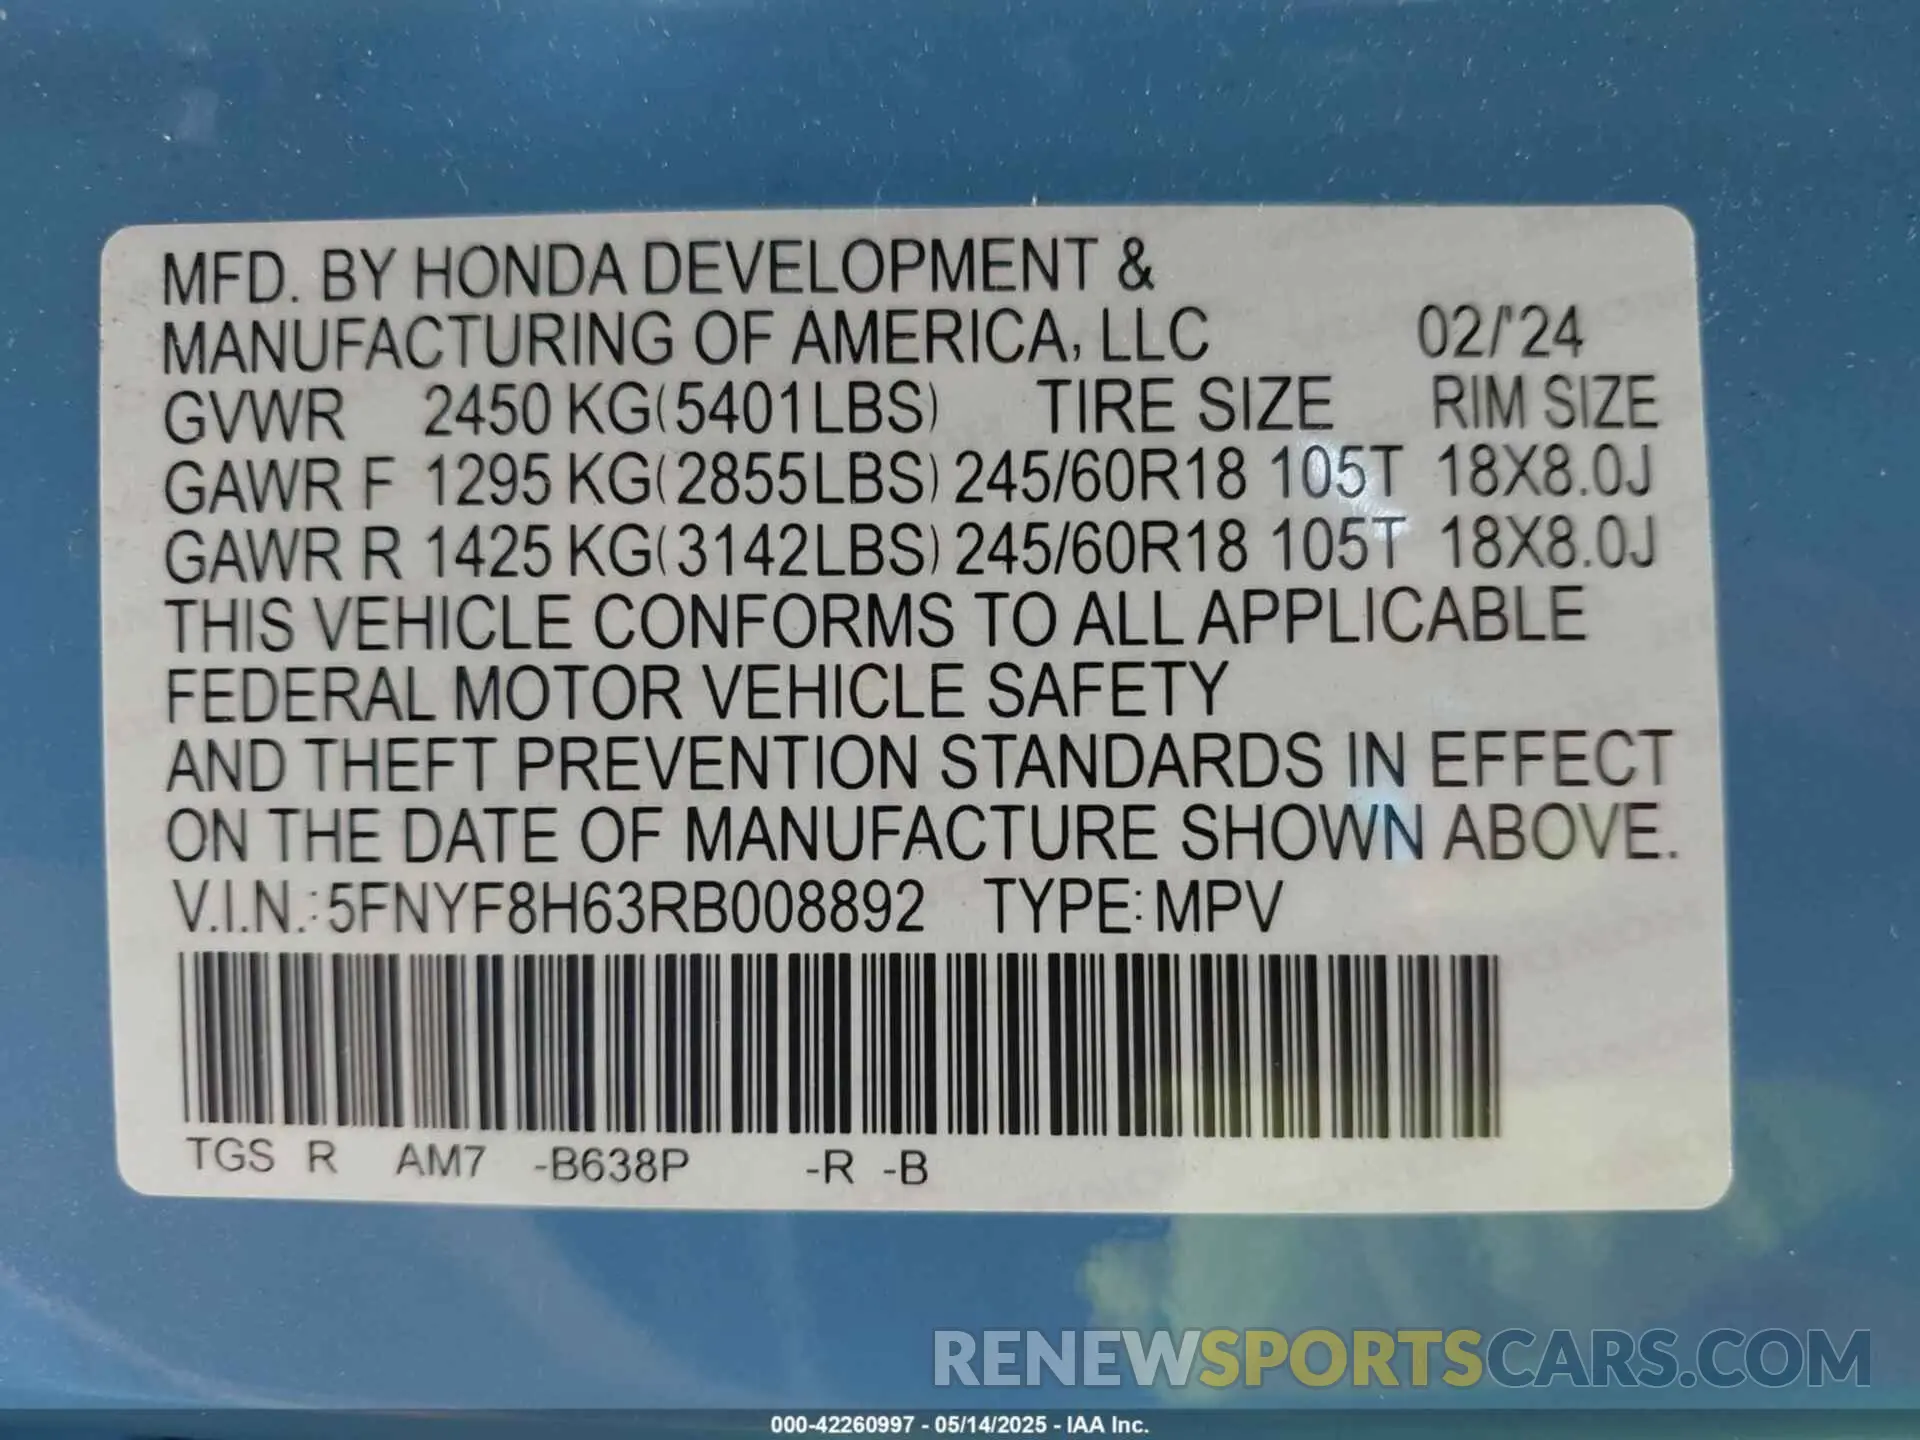 MFD. BY HONDA DEVELOPMENT &
MANUFACTURING OF AMERICA, LLC 02/'24
GVWR 2450 KG(5401LBS) TIRE SIZE RIM SIZE
GAWR F 1295 KG(2855LBS) 245/60R18 105T 18X8.0J
GAWR R 1425 KG(3142LBS) 245/60R18 105T 18X8.0J
THIS VEHICLE CONFORMS TO ALL APPLICABLE
FEDERAL MOTOR VEHICLE SAFETY
AND THEFT PREVENTION STANDARDS IN EFFECT
ON THE DATE OF MANUFACTURE SHOWN ABOVE.
V.I.N.:5FNYF8H63RB008892 TYPE:MPV
TGS R AM7 -B638P -R -B
RENEWSPORTSCARS.COM
000-42260997 - 05/14/2025 - IAA Inc.